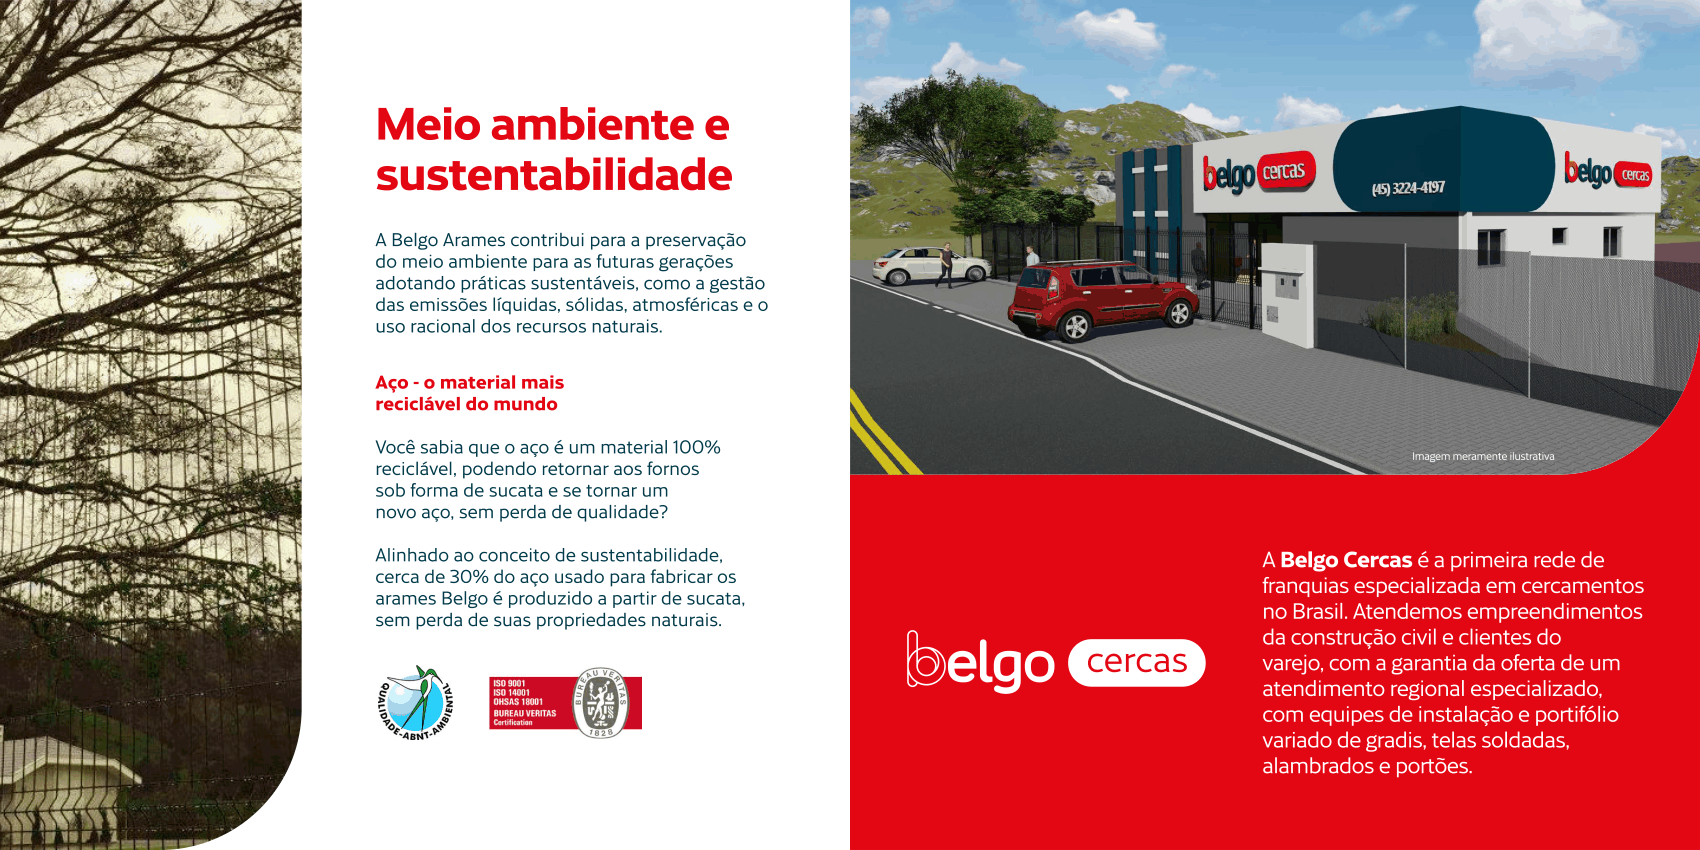 Meio ambiente e
sustentabilidade
A Belgo Arames contribui para a preservação
do meio ambiente para as futuras gerações
adotando práticas sustentáveis, como a gestão
das emissões líquidas, sólidas, atmosféricas e o
uso racional dos recursos naturais.
Aço - o material mais
reciclável do mundo
Você sabia que o aço é um material 100%
reciclável, podendo retornar aos fornos
sob forma de sucata e se tornar um
novo aço, sem perda de qualidade?
Alinhado ao conceito de sustentabilidade,
cerca de 30% do aço usado para fabricar os
arames Belgo é produzido a partir de sucata,
sem perda de suas propriedades naturais.
QUALIDADE-ABNT-AMBIENTAL
ISO 9001
ISO 14001
OHSAS 18001
BUREAU VERITAS
Certification
BUREAU VERITAS
1828
belgo cercas
(45) 3224-4197
belgo cercas
Imagem meramente ilustrativa
belgo cercas
A Belgo Cercas é a primeira rede de
franquias especializada em cercamentos
no Brasil. Atendemos empreendimentos
da construção civil e clientes do
varejo, com a garantia da oferta de um
atendimento regional especializado,
com equipes de instalação e portifólio
variado de gradis, telas soldadas,
alambrados e portões.